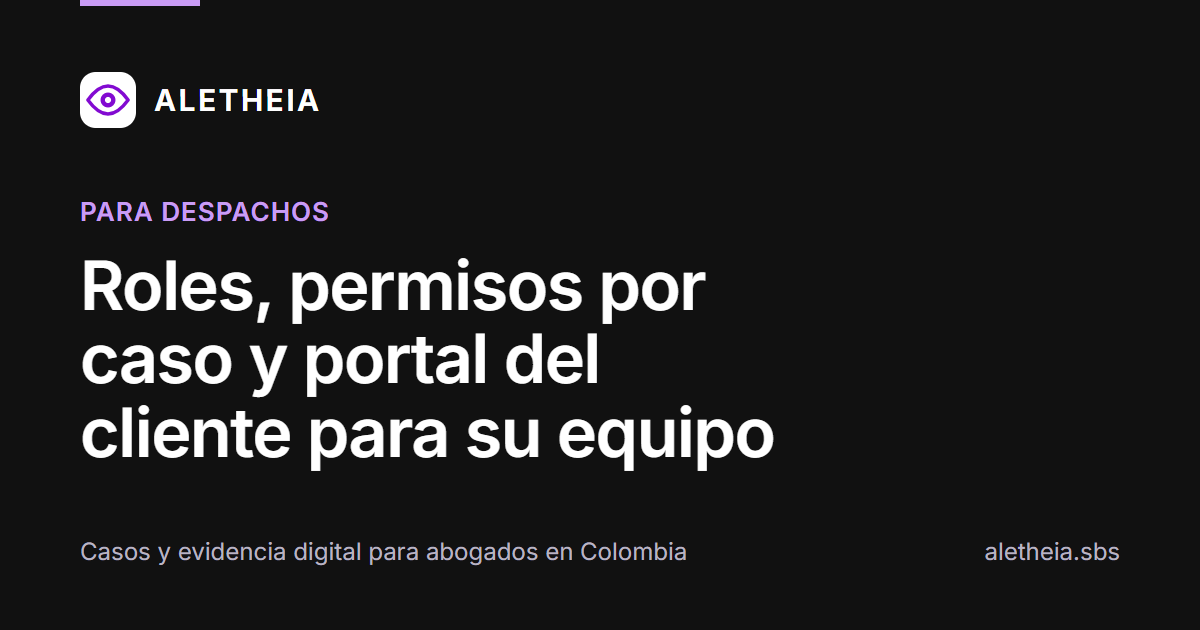 ALETHEIA
PARA DESPACHOS
Roles, permisos por
caso y portal del
cliente para su equipo
Casos y evidencia digital para abogados en Colombia
aletheia.sbs